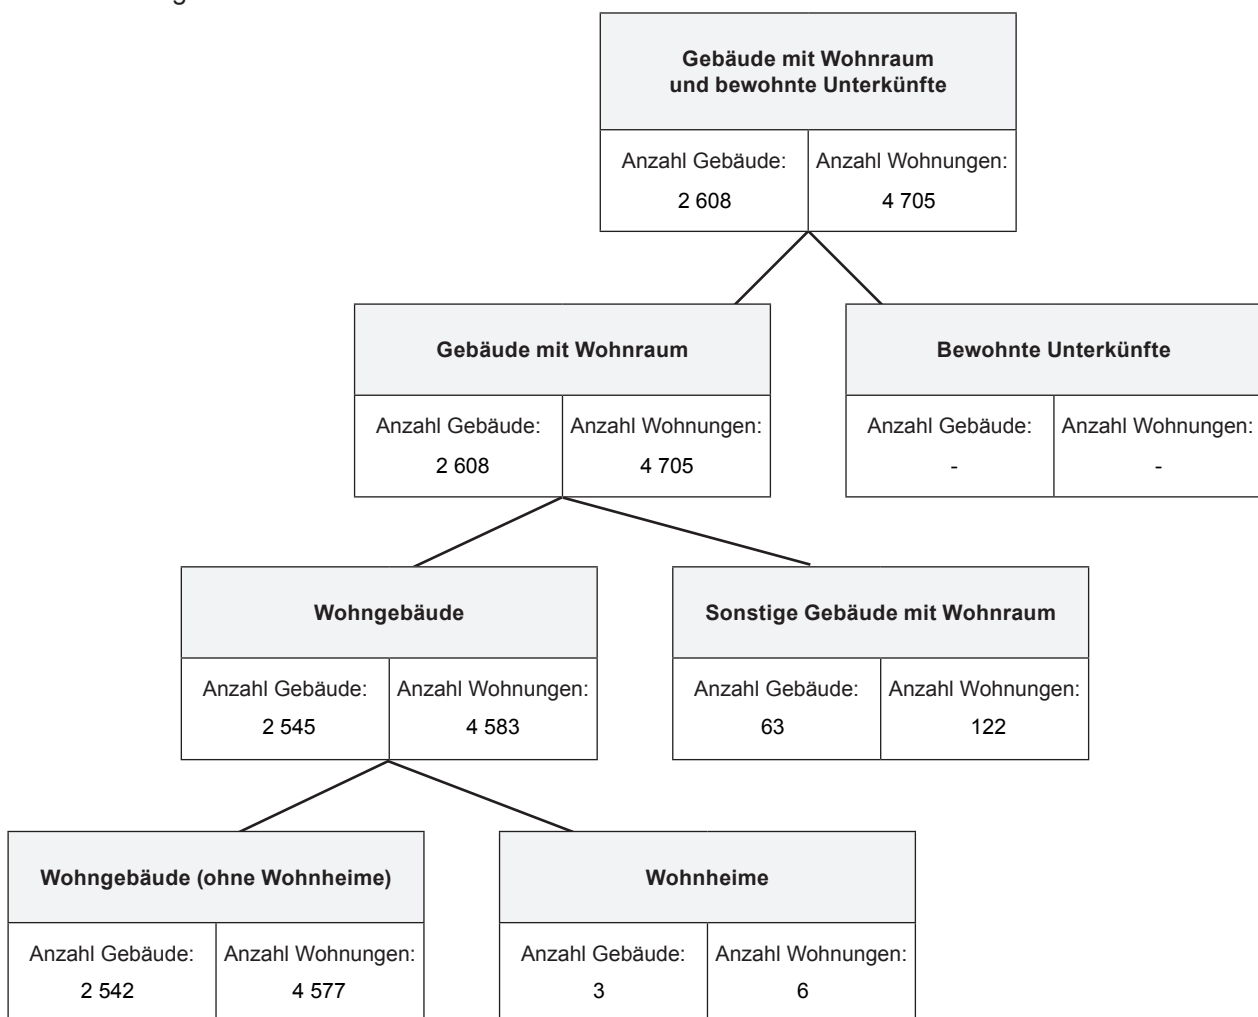 g
Gebäude mit Wohnraum
und bewohnte Unterkünfte
Anzahl Gebäude: Anzahl Wohnungen:
2 608 4 705
Gebäude mit Wohnraum Bewohnte Unterkünfte
Anzahl Gebäude: Anzahl Wohnungen: Anzahl Gebäude: Anzahl Wohnungen:
2 608 4 705 - -
Wohngebäude Sonstige Gebäude mit Wohnraum
Anzahl Gebäude: Anzahl Wohnungen: Anzahl Gebäude: Anzahl Wohnungen:
2 545 4 583 63 122
Wohngebäude (ohne Wohnheime) Wohnheime
Anzahl Gebäude: Anzahl Wohnungen: Anzahl Gebäude: Anzahl Wohnungen:
2 542 4 577 3 6